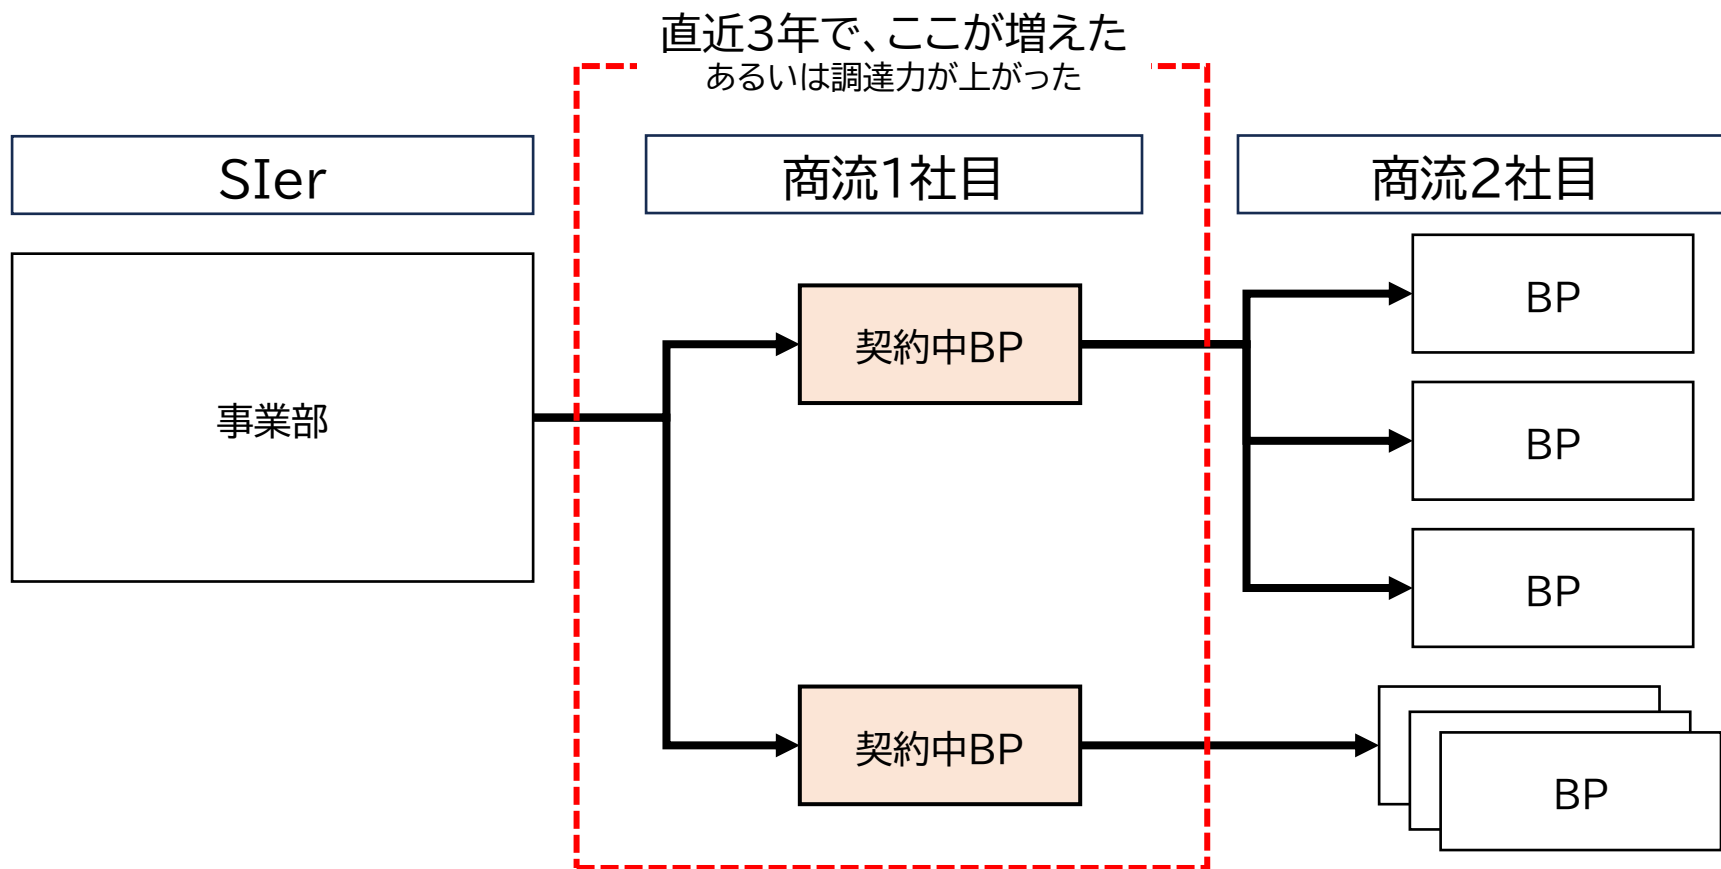 直近3年で、ここが増えた
あるいは調達力が上がった
SIer
商流1社目
商流2社目
事業部
契約中BP
BP
BP
BP
契約中BP
BP